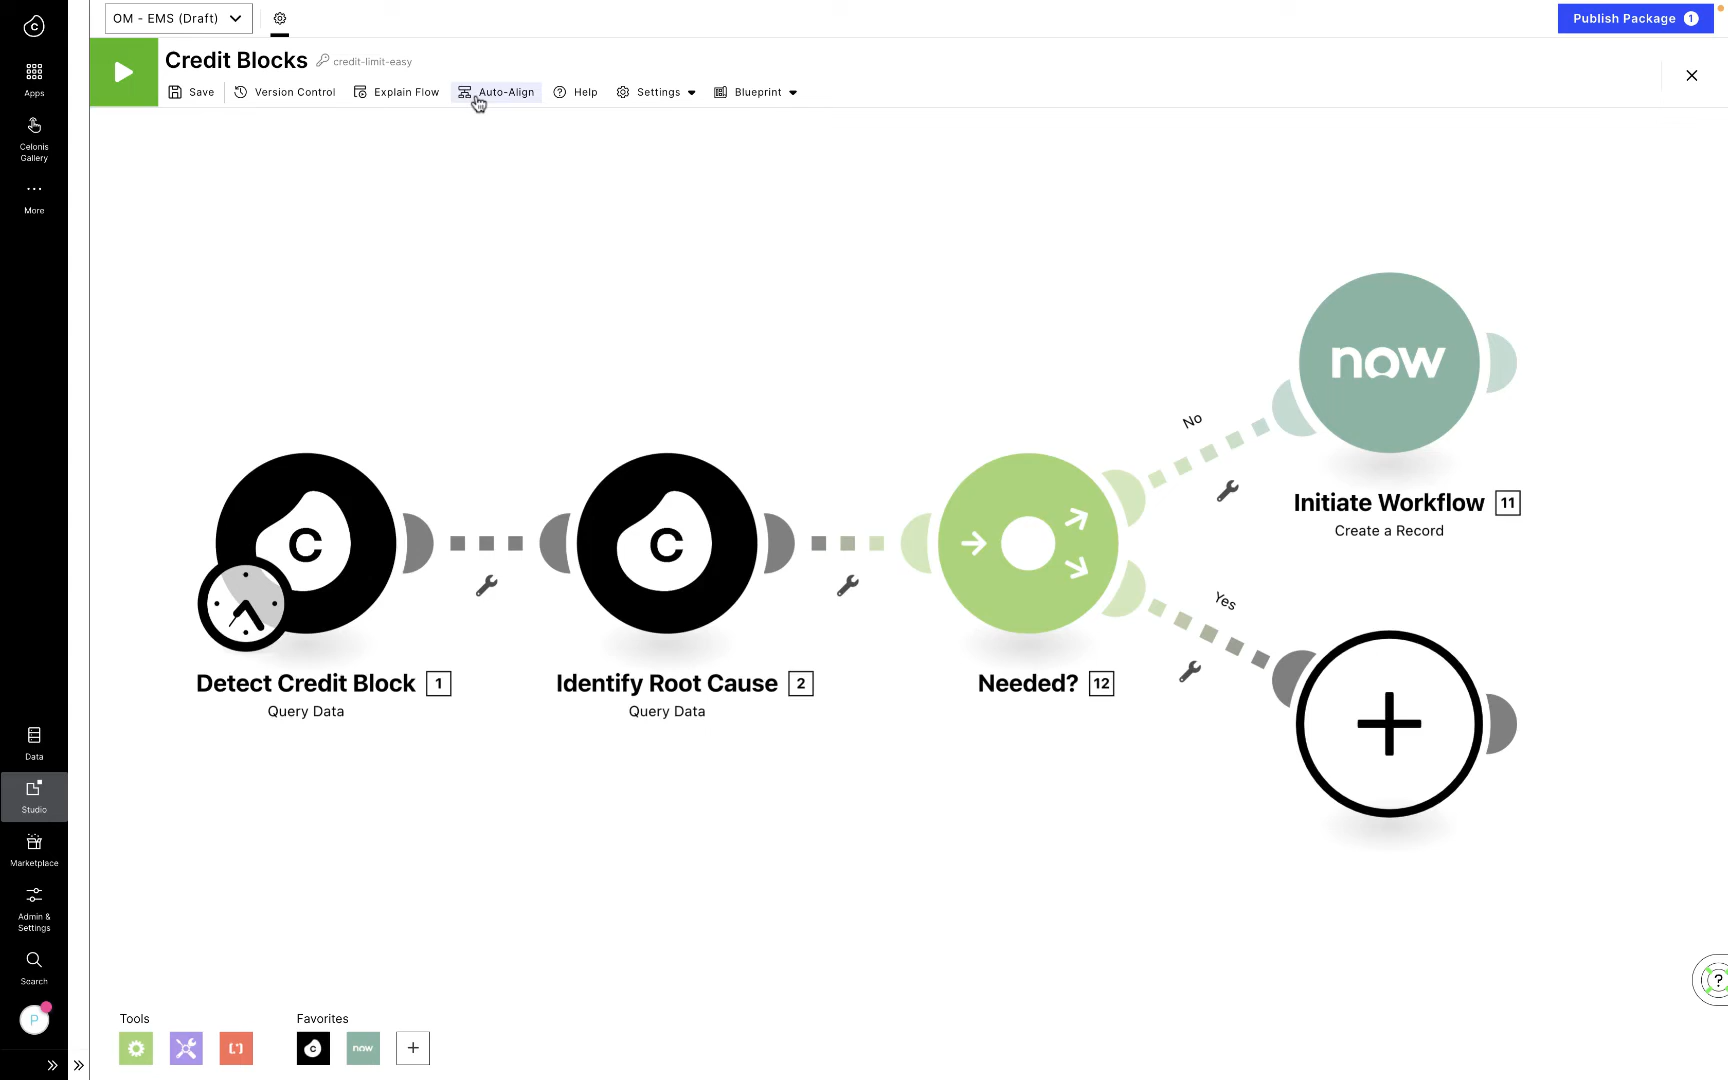 OM - EMS (Draft)
Publish Package 1
Credit Blocks
credit-limit-easy
Save
Version Control
Explain Flow
Auto-Align
Help
Settings
Blueprint
Apps
Celonis
Gallery
More
now
No
Initiate Workflow 11
Create a Record
C
C
Yes
Detect Credit Block 1
Query Data
Identify Root Cause 2
Query Data
Needed? 12
Data
Studio
Marketplace
Admin &
Settings
Search
P
Tools
Favorites
C
now
?